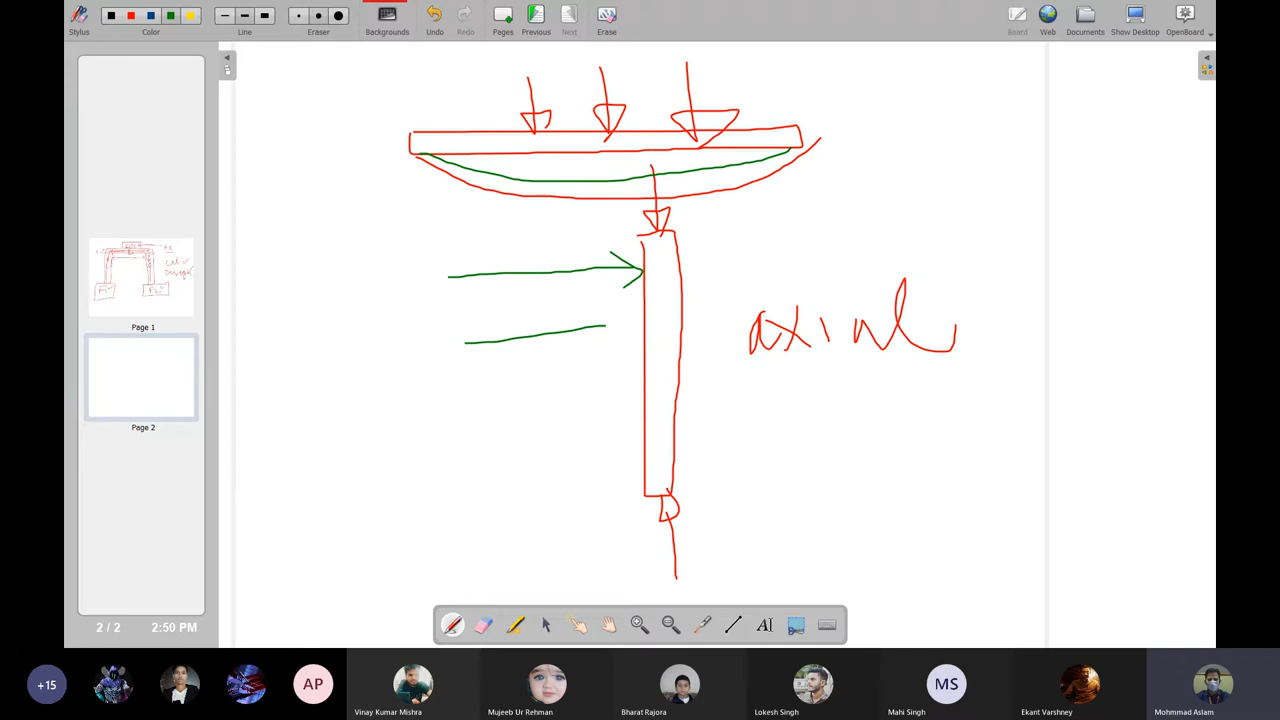 Stylus Color Line Eraser Backgrounds Undo Redo Pages Previous Next Erase Board Web Documents Show Desktop OpenBoard
Page 1
axial
Page 2
2 / 2 2:50 PM
+15 AP Vinay Kumar Mishra Mujeeb Ur Rehman Bharat Rajora Lokesh Singh MS Mahi Singh Ekant Varshney Mohmmad Aslam